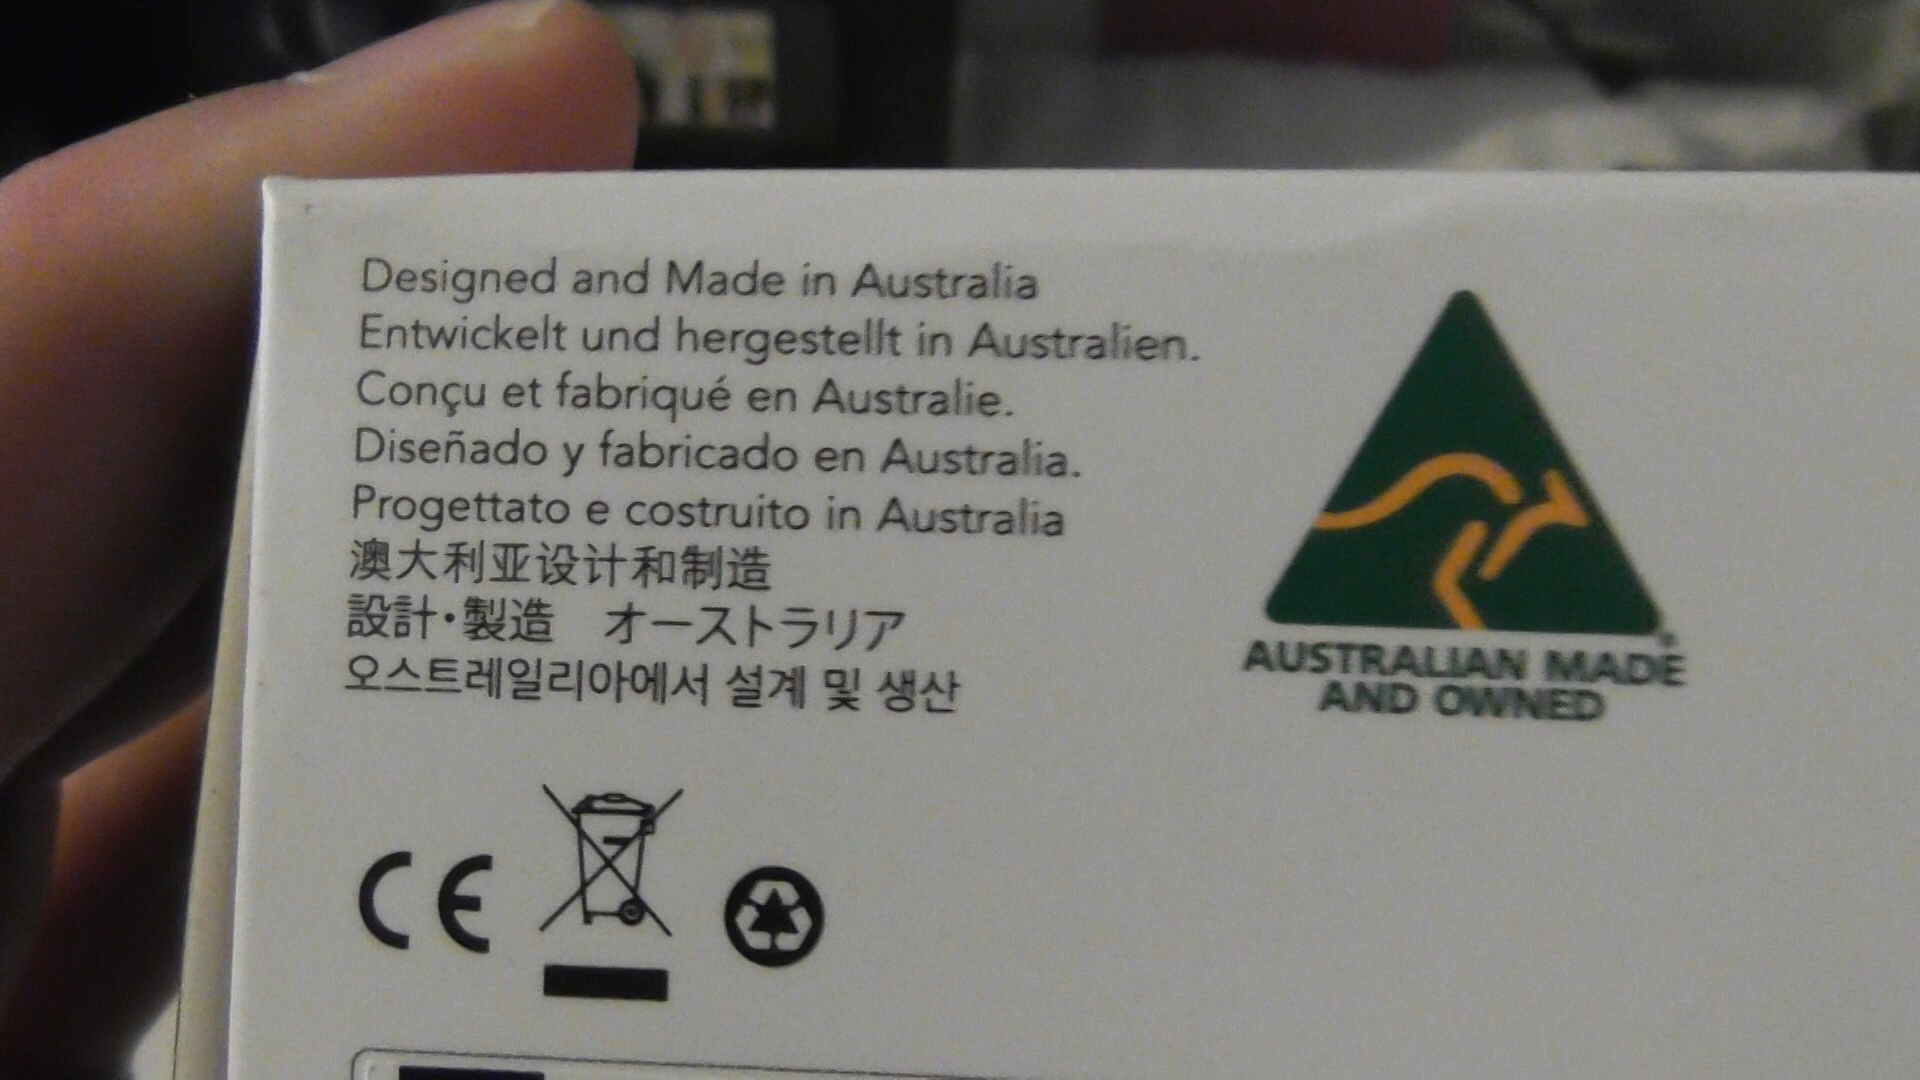 Designed and Made in Australia
Entwickelt und hergestellt in Australien.
Conçu et fabriqué en Australie.
Diseñado y fabricado en Australia.
Progettato e costruito in Australia
澳大利亚设计和制造
設計・製造　オーストラリア
오스트레일리아에서 설계 및 생산
AUSTRALIAN MADE
AND OWNED
CE